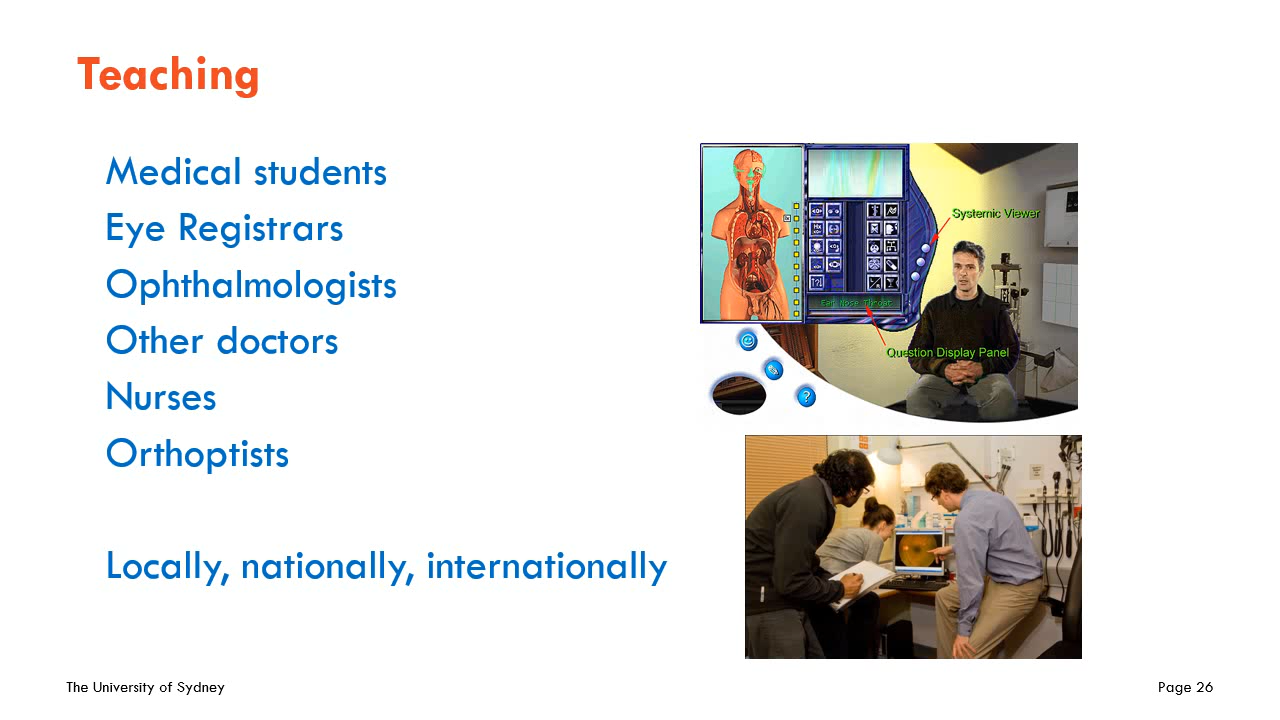 Teaching
Medical students
Eye Registrars
Ophthalmologists
Other doctors
Nurses
Orthoptists
Locally, nationally, internationally
Systemic Viewer
Ear Nose Throat
Question Display Panel
?
The University of Sydney
Page 26